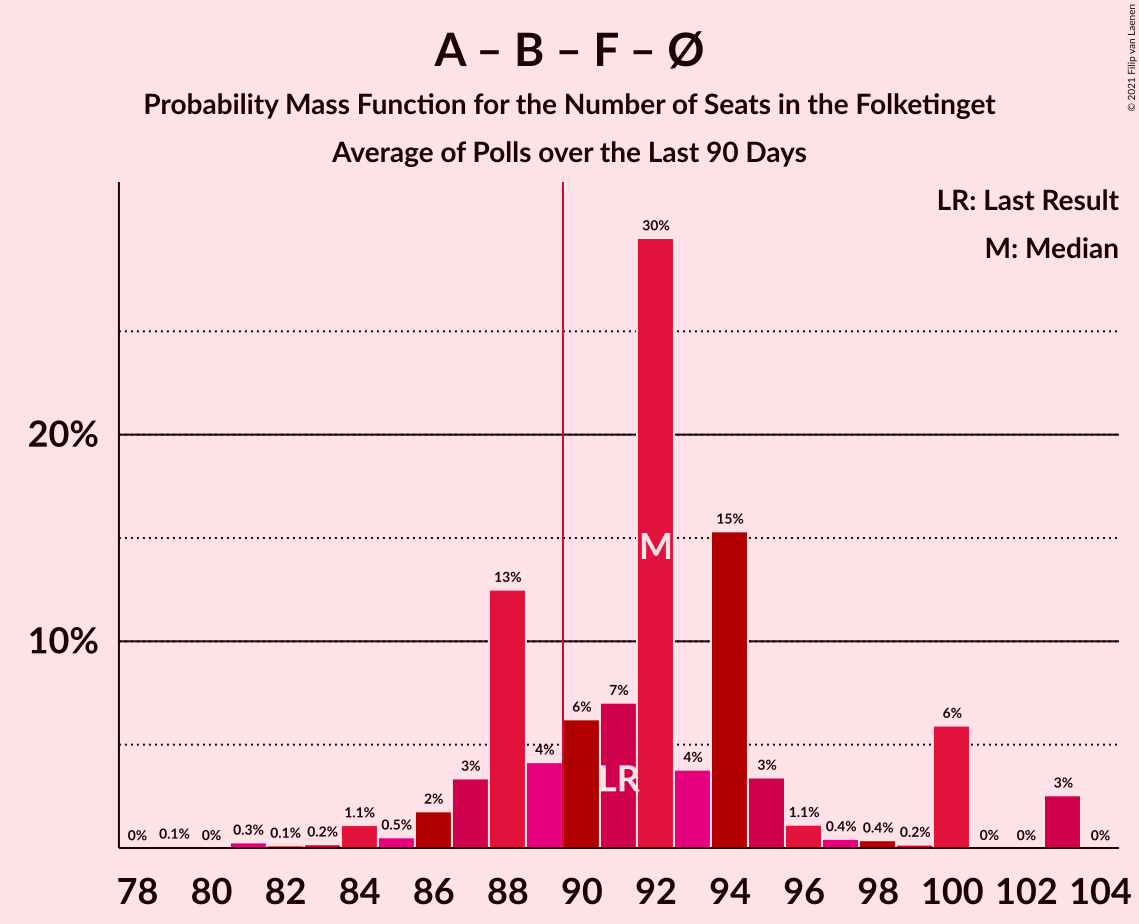 A – B – F – Ø
Probability Mass Function for the Number of Seats in the Folketinget
Average of Polls over the Last 90 Days
© 2021 Filip van Laenen
LR: Last Result
M: Median
20%
10%
0% 0.1% 0% 0.3% 0.1% 0.2% 1.1% 0.5% 2% 3% 13% 4% 6% 7% 30% 4% 15% 3% 1.1% 0.4% 0.4% 0.2% 6% 0% 0% 3% 0%
M
LR
78 80 82 84 86 88 90 92 94 96 98 100 102 104